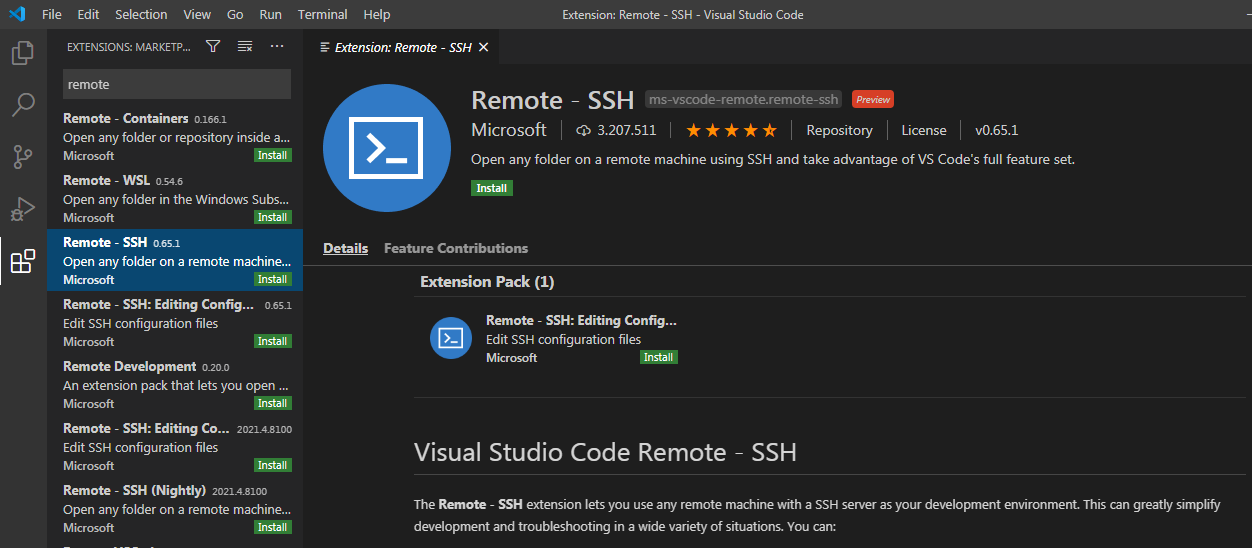 File Edit Selection View Go Run Terminal Help
Extension: Remote - SSH - Visual Studio Code
EXTENSIONS: MARKETP...
remote
Remote - Containers 0.166.1
Open any folder or repository inside a...
Microsoft Install
Remote - WSL 0.54.6
Open any folder in the Windows Subs...
Microsoft Install
Remote - SSH 0.65.1
Open any folder on a remote machine...
Microsoft Install
Remote - SSH: Editing Config... 0.65.1
Edit SSH configuration files
Microsoft Install
Remote Development 0.20.0
An extension pack that lets you open ...
Microsoft Install
Remote - SSH: Editing Co... 2021.4.8100
Edit SSH configuration files
Microsoft Install
Remote - SSH (Nightly) 2021.4.8100
Open any folder on a remote machine...
Microsoft Install
Extension: Remote - SSH
Remote - SSH ms-vscode-remote.remote-ssh Preview
Microsoft 3.207.511 Repository License v0.65.1
Open any folder on a remote machine using SSH and take advantage of VS Code's full feature set.
Install
Details Feature Contributions
Extension Pack (1)
Remote - SSH: Editing Config...
Edit SSH configuration files
Microsoft Install
Visual Studio Code Remote - SSH
The Remote - SSH extension lets you use any remote machine with a SSH server as your development environment. This can greatly simplify
development and troubleshooting in a wide variety of situations. You can: